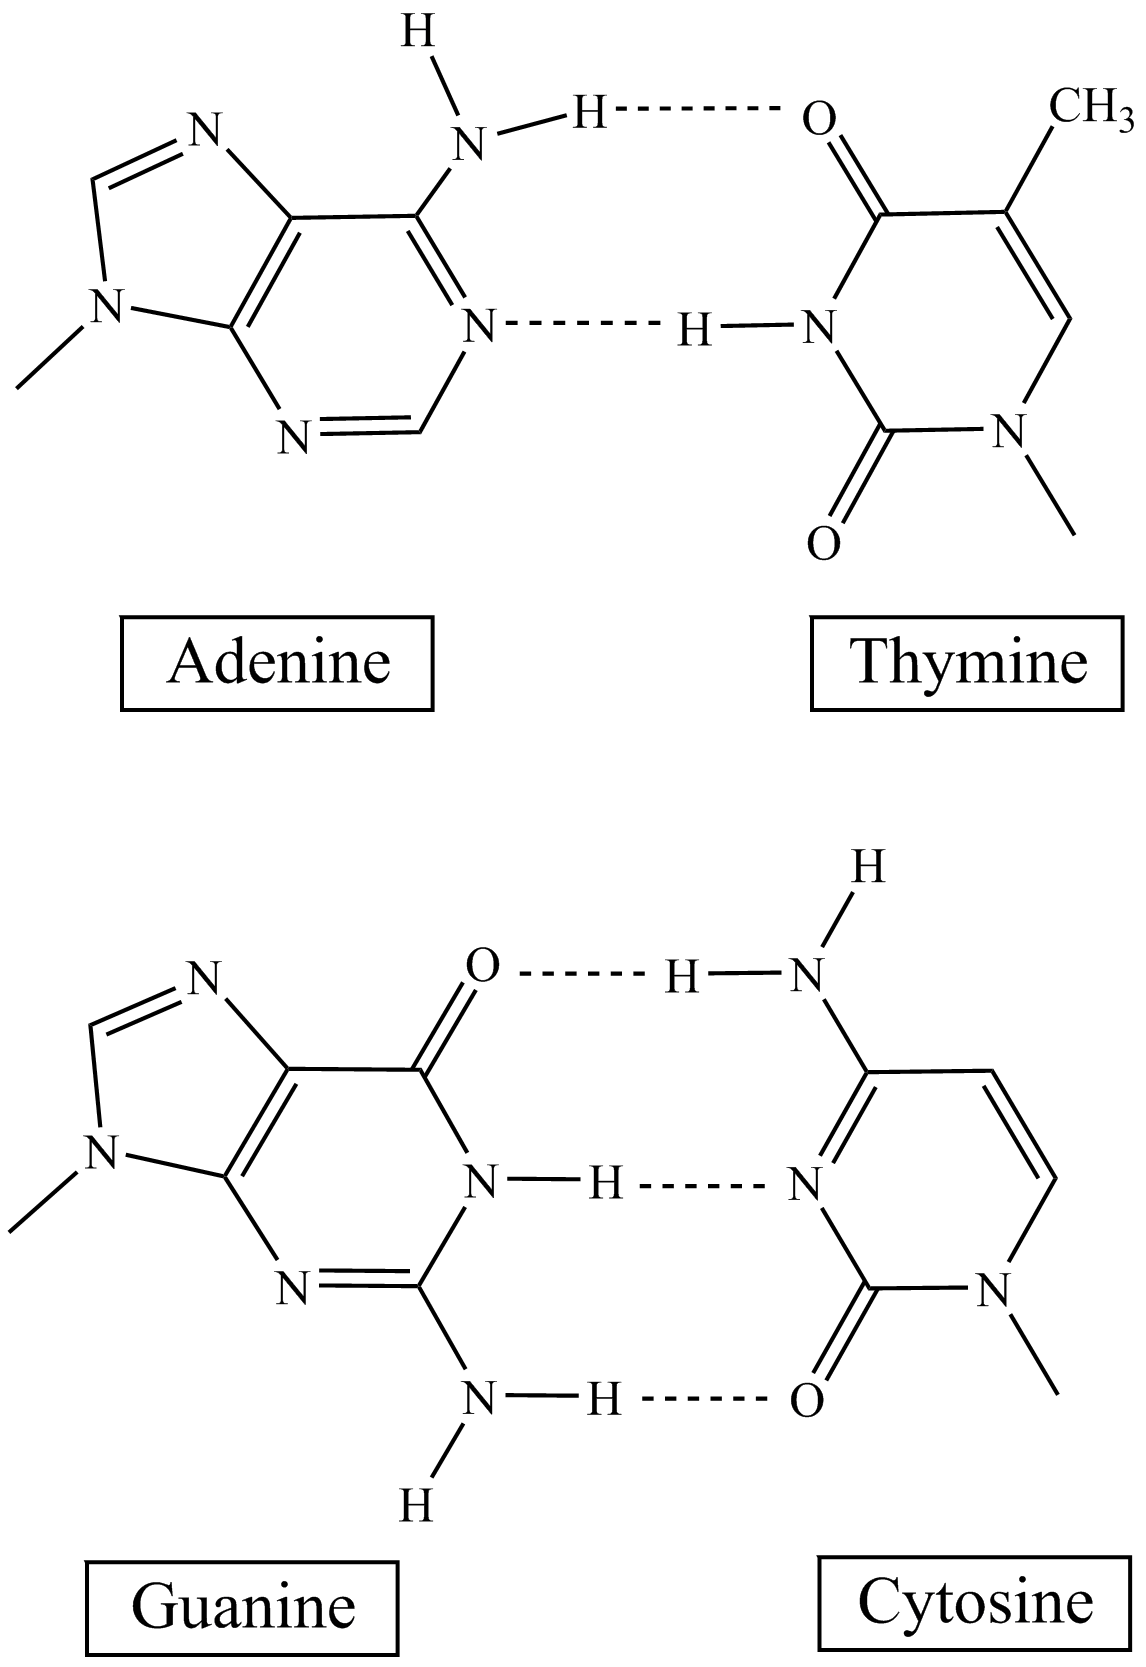 H
N H O CH3
N
N N H N
N N
O
Adenine Thymine
H
N O H N
N N H N
N N
N H O
H
Guanine Cytosine